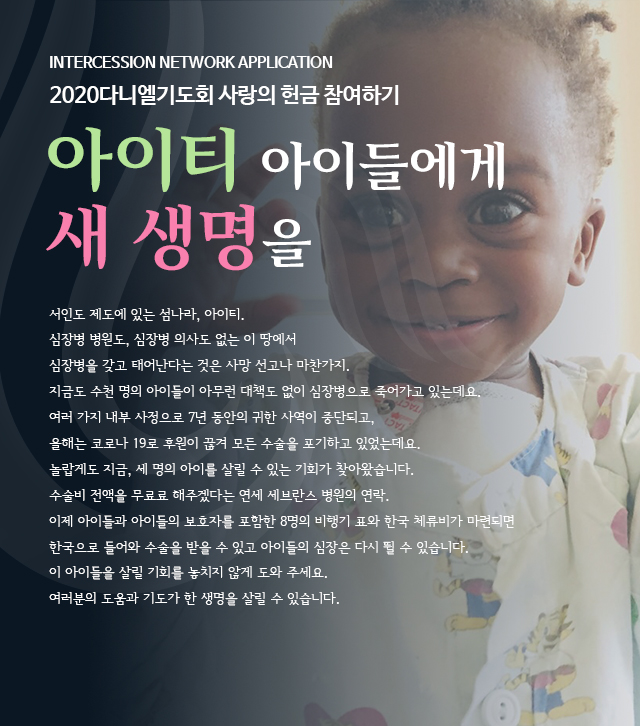 INTERCESSION NETWORK APPLICATION
2020다니엘기도회 사랑의 헌금 참여하기
아이티 아이들에게
새 생명을
서인도 제도에 있는 섬나라, 아이티.
심장병 병원도, 심장병 의사도 없는 이 땅에서
심장병을 갖고 태어난다는 것은 사망 선고나 마찬가지.
지금도 수천 명의 아이들이 아무런 대책도 없이 심장병으로 죽어가고 있는데요.
여러 가지 내부 사정으로 7년 동안의 귀한 사역이 중단되고,
올해는 코로나 19로 후원이 끊겨 모든 수술을 포기하고 있었는데요.
놀랍게도 지금, 세 명의 아이를 살릴 수 있는 기회가 찾아왔습니다.
수술비 전액을 무료로 해주겠다는 연세 세브란스 병원의 연락.
이제 아이들과 아이들의 보호자를 포함한 8명의 비행기 표와 한국 체류비가 마련되면
한국으로 들어와 수술을 받을 수 있고 아이들의 심장은 다시 뛸 수 있습니다.
이 아이들을 살릴 기회를 놓치지 않게 도와 주세요.
여러분의 도움과 기도가 한 생명을 살릴 수 있습니다.